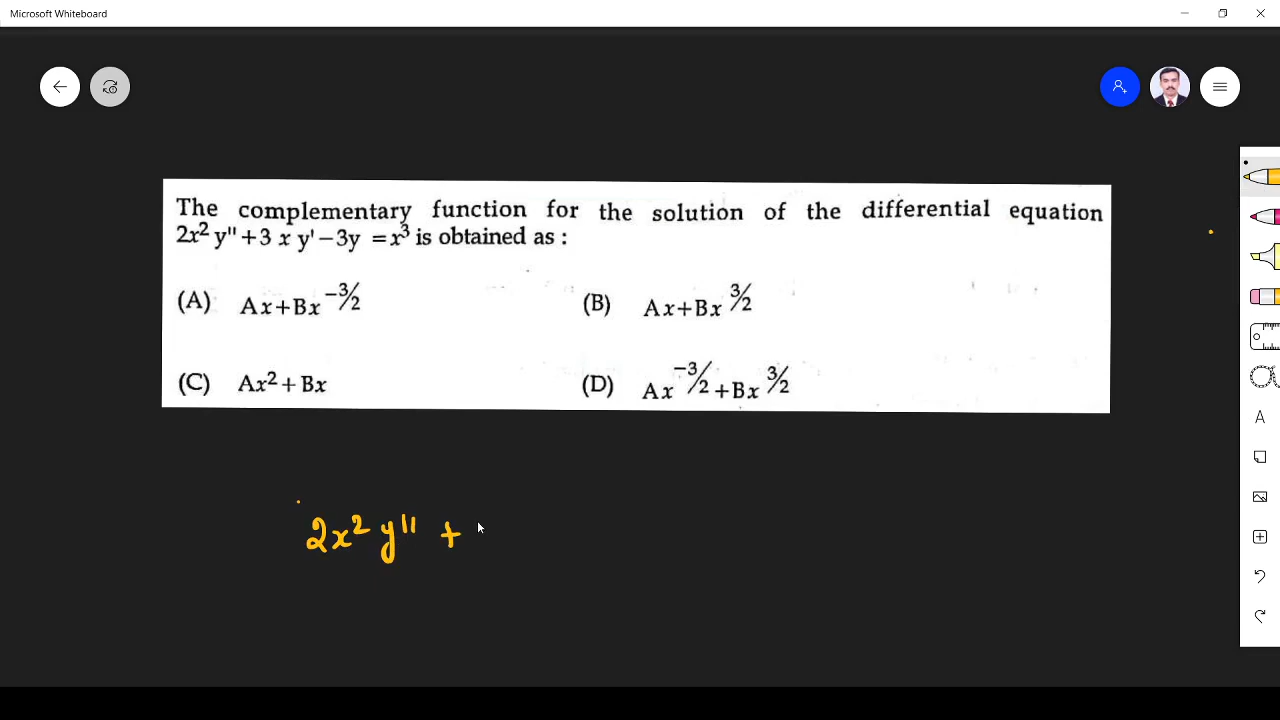 Microsoft Whiteboard
The complementary function for the solution of the differential equation
2x² y'' + 3 x y' − 3y = x³ is obtained as :
(A) Ax+Bx^−3/2 (B) Ax+Bx^3/2
(C) Ax² + Bx (D) Ax^−3/2 +Bx^3/2
2x² y'' +
A